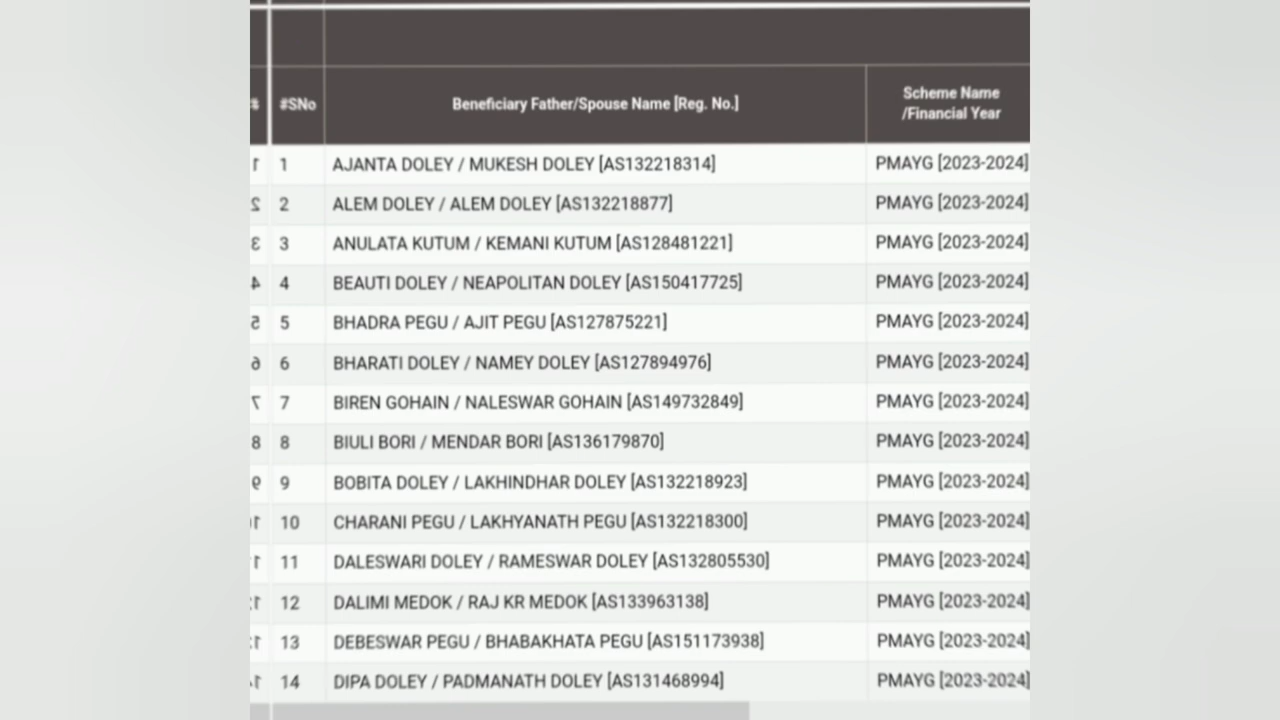 #SNo Beneficiary Father/Spouse Name [Reg. No.] Scheme Name /Financial Year
1 AJANTA DOLEY / MUKESH DOLEY [AS132218314] PMAYG [2023-2024]
2 ALEM DOLEY / ALEM DOLEY [AS132218877] PMAYG [2023-2024]
3 ANULATA KUTUM / KEMANI KUTUM [AS128481221] PMAYG [2023-2024]
4 BEAUTI DOLEY / NEAPOLITAN DOLEY [AS150417725] PMAYG [2023-2024]
5 BHADRA PEGU / AJIT PEGU [AS127875221] PMAYG [2023-2024]
6 BHARATI DOLEY / NAMEY DOLEY [AS127894976] PMAYG [2023-2024]
7 BIREN GOHAIN / NALESWAR GOHAIN [AS149732849] PMAYG [2023-2024]
8 BIULI BORI / MENDAR BORI [AS136179870] PMAYG [2023-2024]
9 BOBITA DOLEY / LAKHINDHAR DOLEY [AS132218923] PMAYG [2023-2024]
10 CHARANI PEGU / LAKHYANATH PEGU [AS132218300] PMAYG [2023-2024]
11 DALESWARI DOLEY / RAMESWAR DOLEY [AS132805530] PMAYG [2023-2024]
12 DALIMI MEDOK / RAJ KR MEDOK [AS133963138] PMAYG [2023-2024]
13 DEBESWAR PEGU / BHABAKHATA PEGU [AS151173938] PMAYG [2023-2024]
14 DIPA DOLEY / PADMANATH DOLEY [AS131468994] PMAYG [2023-2024]